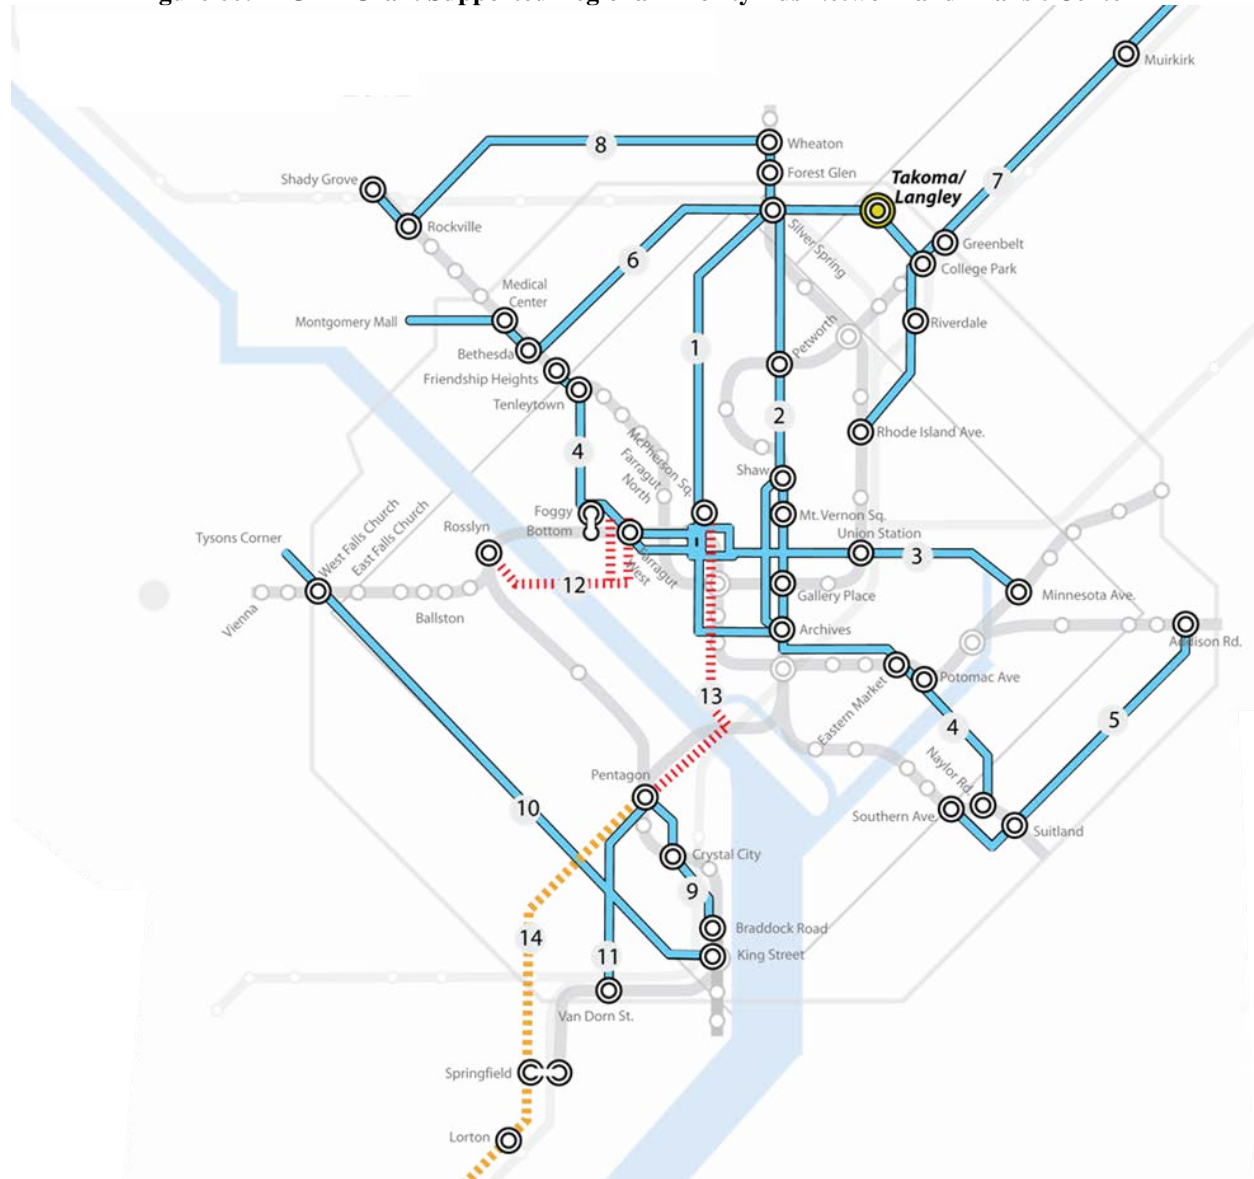 Muirkirk
Wheaton
8
Forest Glen
Takoma/
Langley
7
Shady Grove
Rockville
Silver Spring
Greenbelt
College Park
6
Medical
Center
Montgomery Mall
Riverdale
Petworth
1
Bethesda
Friendship Heights
Tenleytown
2
Rhode Island Ave.
4
McPherson Sq.
Farragut
North
Shaw
Foggy
Bottom
Mt. Vernon Sq.
Union Station
Rosslyn
Tysons Corner
West Falls Church
East Falls Church
3
Farragut
West
12
Gallery Place
Minnesota Ave.
Vienna
Ballston
Archives
Addison Rd.
Potomac Ave
Eastern Market
13
4
5
Naylor Rd.
Pentagon
10
Southern Ave.
Suitland
Crystal City
9
Braddock Road
14
11
King Street
Van Dorn St.
Springfield
Lorton